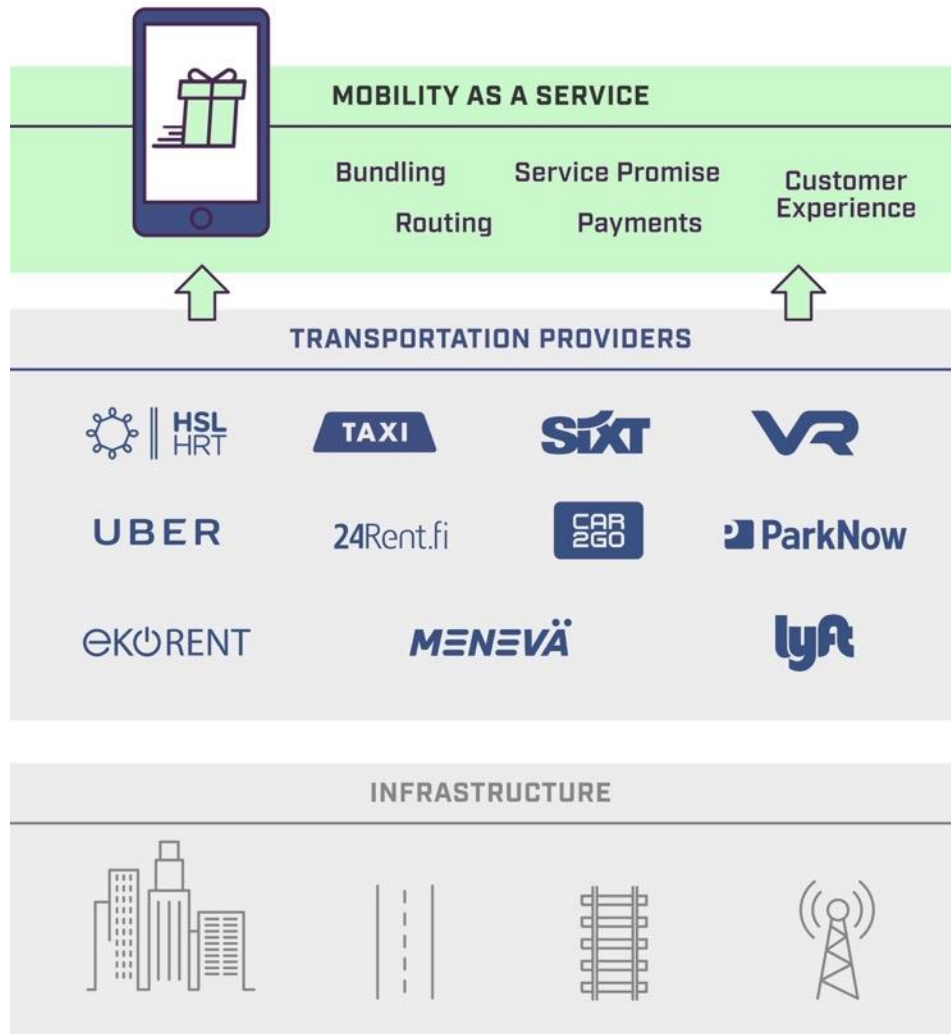 MOBILITY AS A SERVICE
Bundling
Service Promise
Customer
Experience
Routing
Payments
TRANSPORTATION PROVIDERS
HSL
HRT
TAXI
SIXT
VR
UBER
24Rent.fi
CAR
2GO
ParkNow
eKORENT
MENEVÄ
lyft
INFRASTRUCTURE